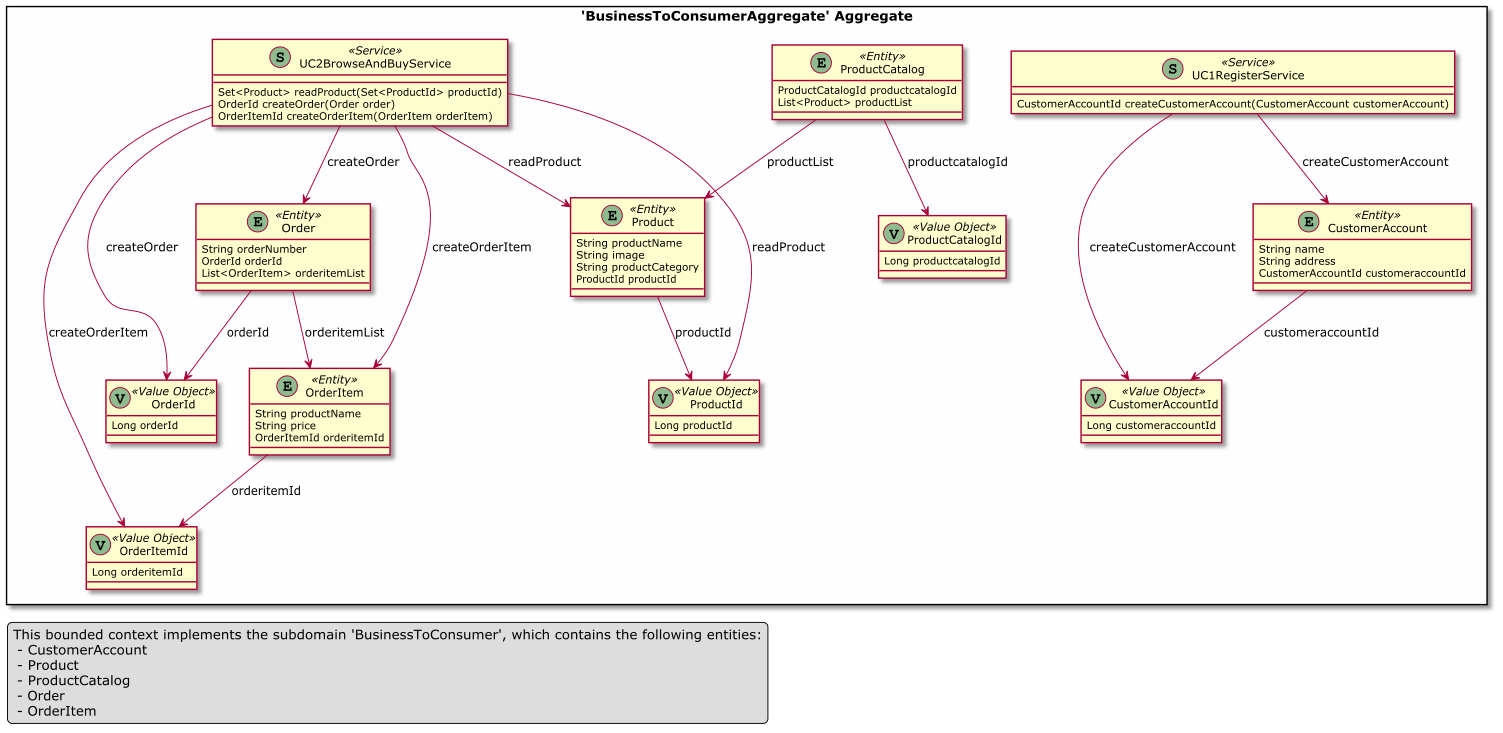 'BusinessToConsumerAggregate' Aggregate
S
«Service»
UC2BrowseAndBuyService
Set<Product> readProduct(Set<ProductId> productId)
OrderId createOrder(Order order)
OrderItemId createOrderItem(OrderItem orderItem)
E
«Entity»
ProductCatalog
ProductCatalogId productcatalogId
List<Product> productList
S
«Service»
UC1RegisterService
CustomerAccountId createCustomerAccount(CustomerAccount customerAccount)
createOrder
readProduct
productList
productcatalogId
createCustomerAccount
E
«Entity»
Order
String orderNumber
OrderId orderId
List<OrderItem> orderitemList
E
«Entity»
Product
String productName
String image
String productCategory
ProductId productId
V
«Value Object»
ProductCatalogId
Long productcatalogId
E
«Entity»
CustomerAccount
String name
String address
CustomerAccountId customeraccountId
createOrder
createOrderItem
readProduct
createCustomerAccount
createOrderItem
orderId
orderitemList
productId
customeraccountId
V
«Value Object»
OrderId
Long orderId
E
«Entity»
OrderItem
String productName
String price
OrderItemId orderitemId
V
«Value Object»
ProductId
Long productId
V
«Value Object»
CustomerAccountId
Long customeraccountId
orderitemId
V
«Value Object»
OrderItemId
Long orderitemId
This bounded context implements the subdomain 'BusinessToConsumer', which contains the following entities:
- CustomerAccount
- Product
- ProductCatalog
- Order
- OrderItem